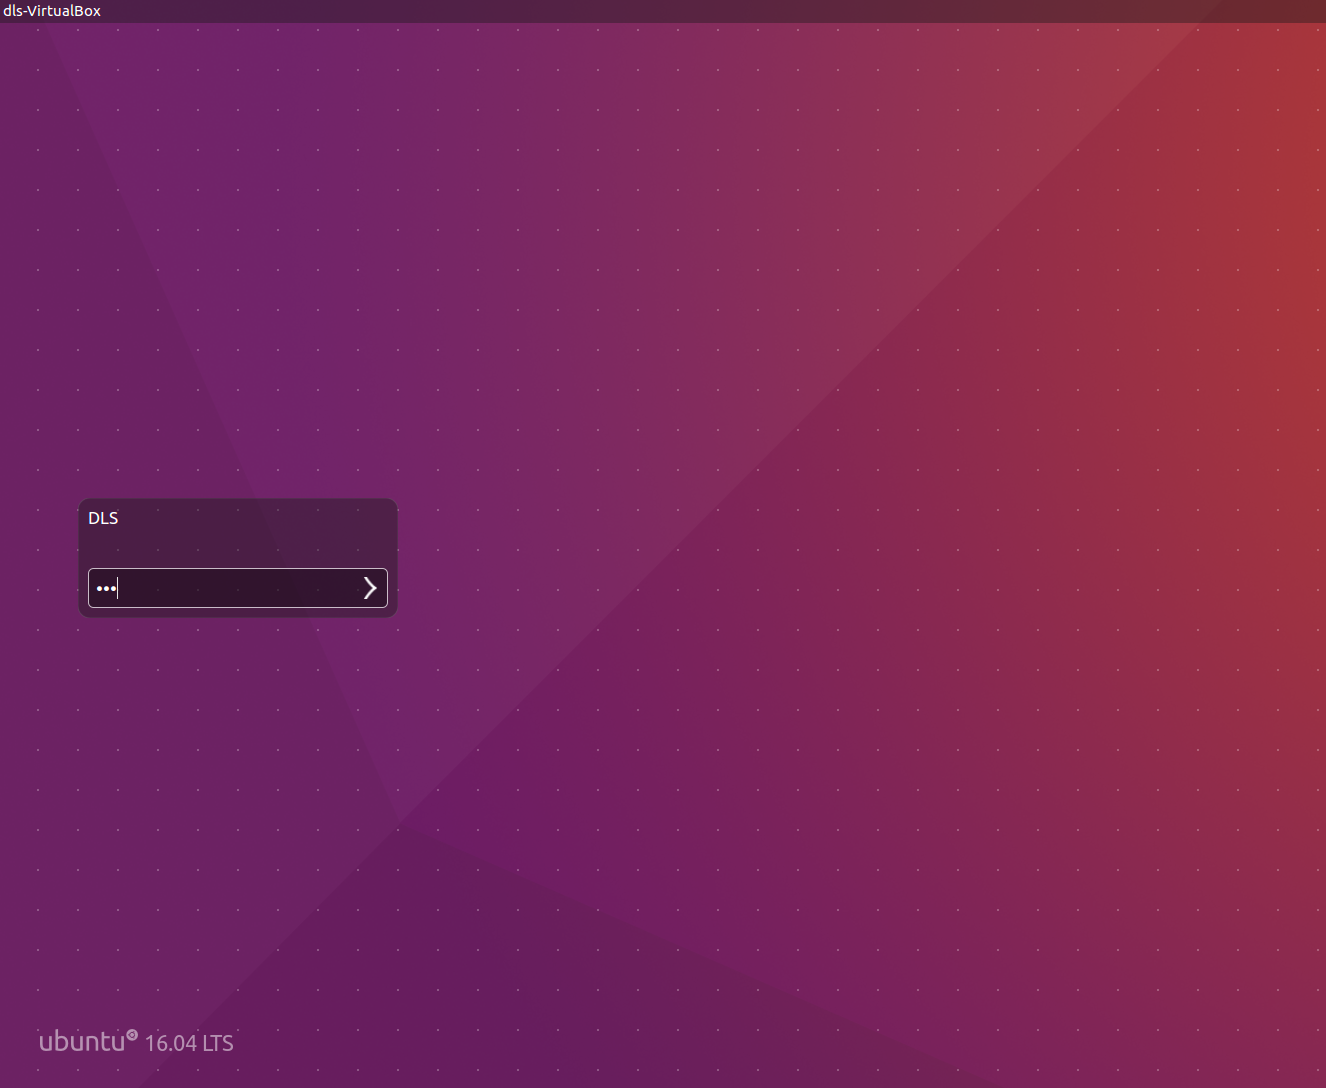 dls-VirtualBox
DLS
•••
ubuntu 16.04 LTS